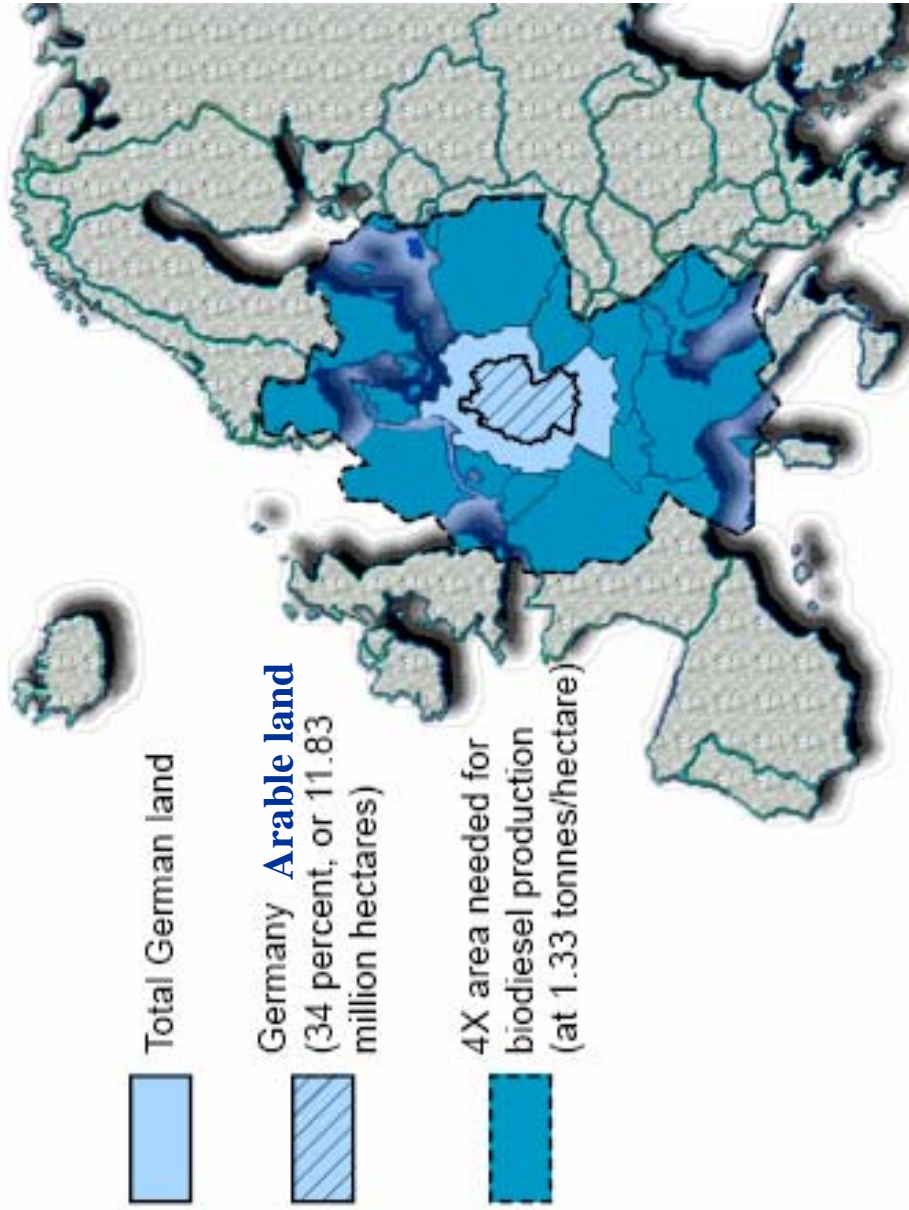 Total German land
Germany Arable land
(34 percent, or 11.83
million hectares)
4X area needed for
biodiesel production
(at 1.33 tonnes/hectare)